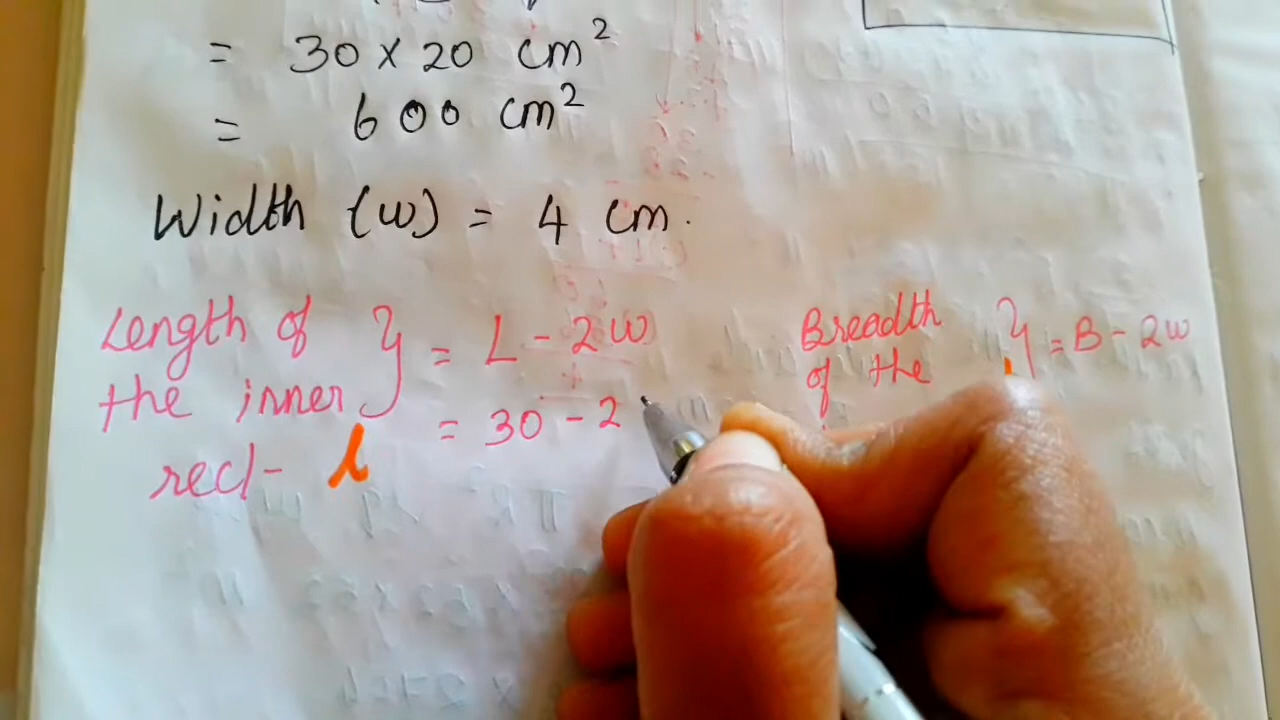 = 30 x 20 cm²
= 600 cm²
Width (w) = 4 cm.
Length of the inner rect- l } = L - 2w
= 30 - 2
Breadth of the } = B - 2w